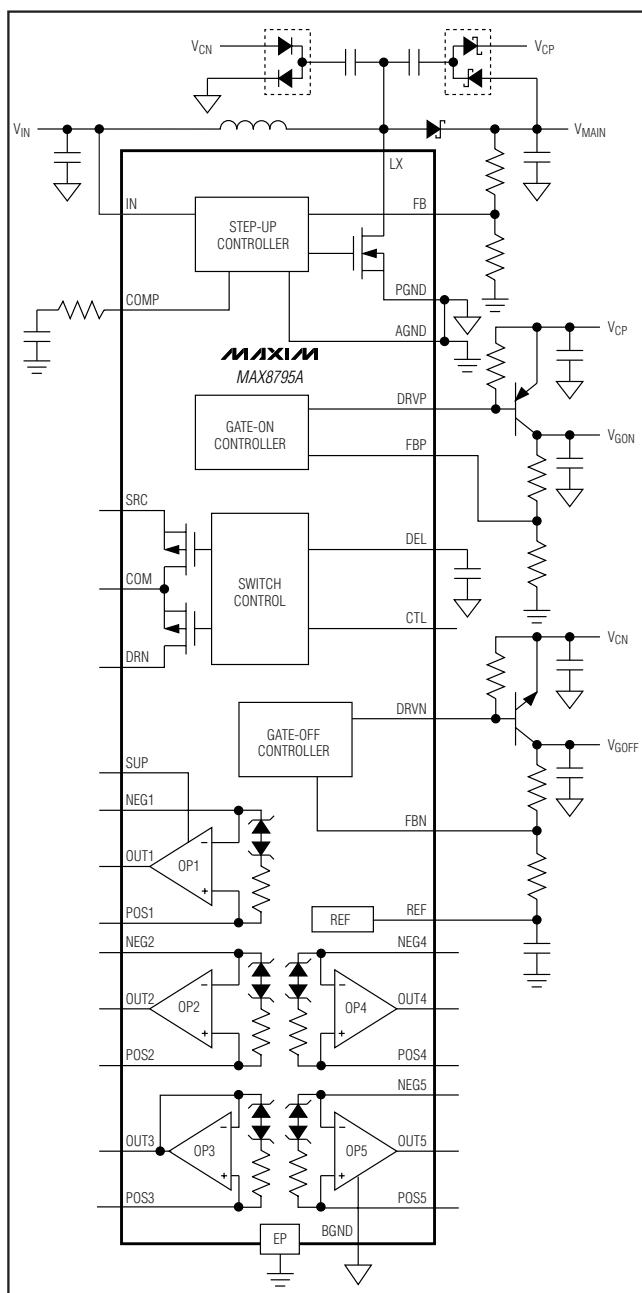 VCN
VCP
VIN
VMAIN
LX
IN
FB
STEP-UP
CONTROLLER
PGND
COMP
AGND
VCP
MAXIM
MAX8795A
DRVP
GATE-ON
CONTROLLER
VGON
FBP
SRC
DEL
COM
SWITCH
CONTROL
CTL
DRN
VCN
DRVN
GATE-OFF
CONTROLLER
VGOFF
SUP
NEG1
FBN
OUT1
OP1
REF
REF
POS1
NEG2
NEG4
OUT2
OP2
OP4
OUT4
POS2
POS4
NEG5
OUT3
OP3
OP5
OUT5
POS3
POS5
BGND
EP